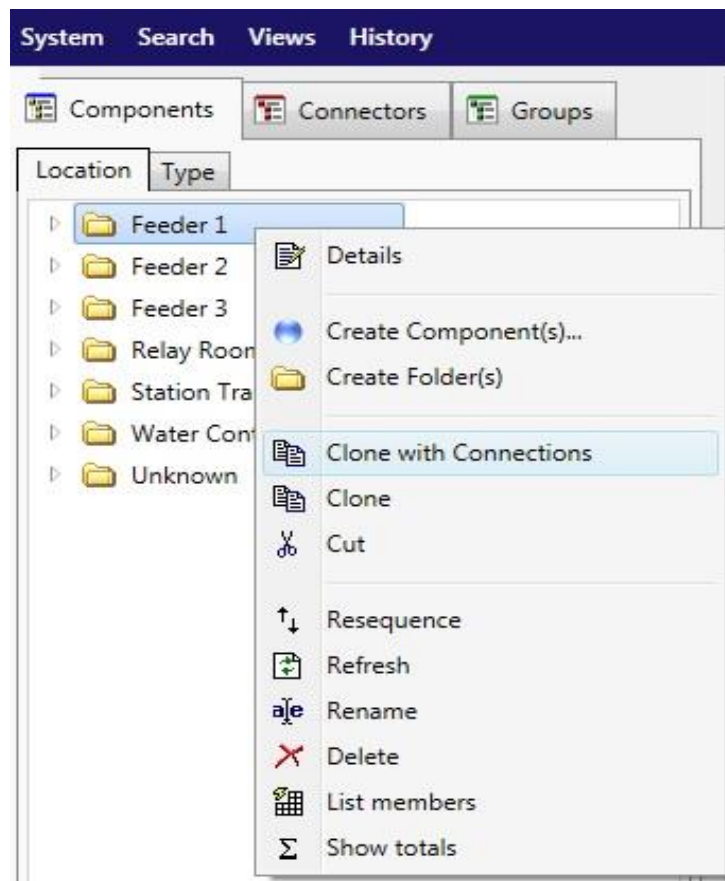 System Search Views History
Components Connectors Groups
Location Type
Feeder 1
Feeder 2
Feeder 3
Relay Roo
Station Tra
Water Con
Unknown
Details
Create Component(s)...
Create Folder(s)
Clone with Connections
Clone
Cut
Resequence
Refresh
Rename
Delete
List members
Show totals